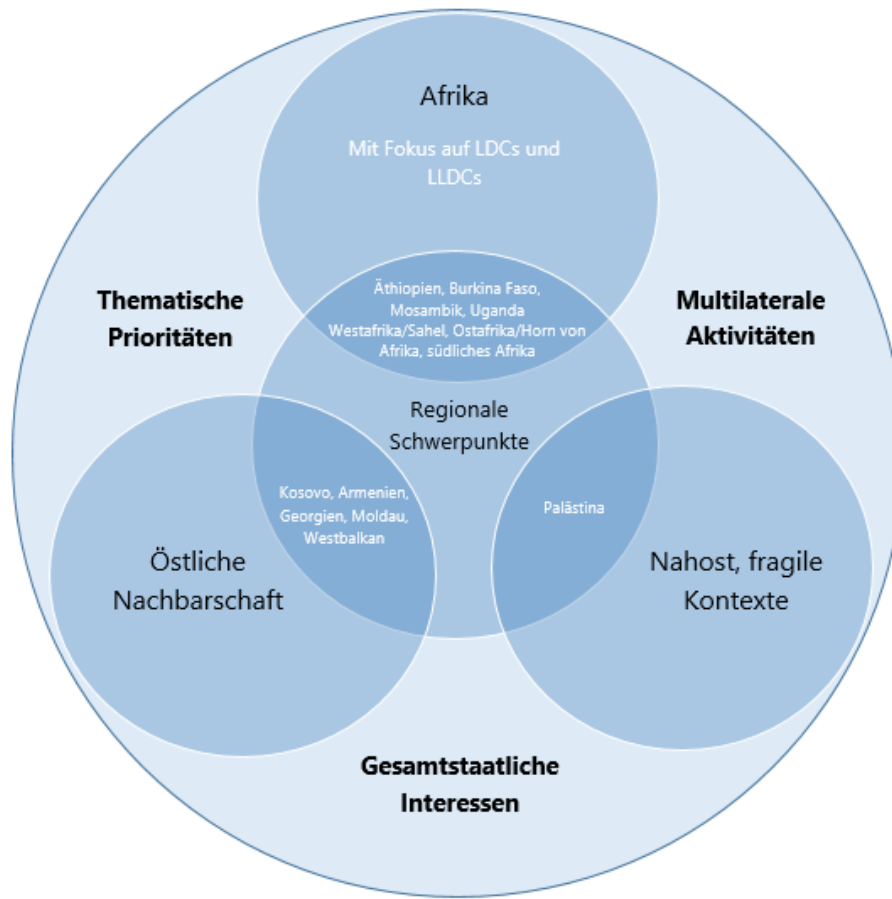 Afrika
Mit Fokus auf LDCs und
LLDCs
Äthiopien, Burkina Faso,
Mosambik, Uganda
Westafrika/Sahel, Ostafrika/Horn von
Afrika, südliches Afrika
Thematische
Prioritäten
Multilaterale
Aktivitäten
Regionale
Schwerpunkte
Kosovo, Armenien,
Georgien, Moldau,
Westbalkan
Palästina
Östliche
Nachbarschaft
Nahost, fragile
Kontexte
Gesamtstaatliche
Interessen